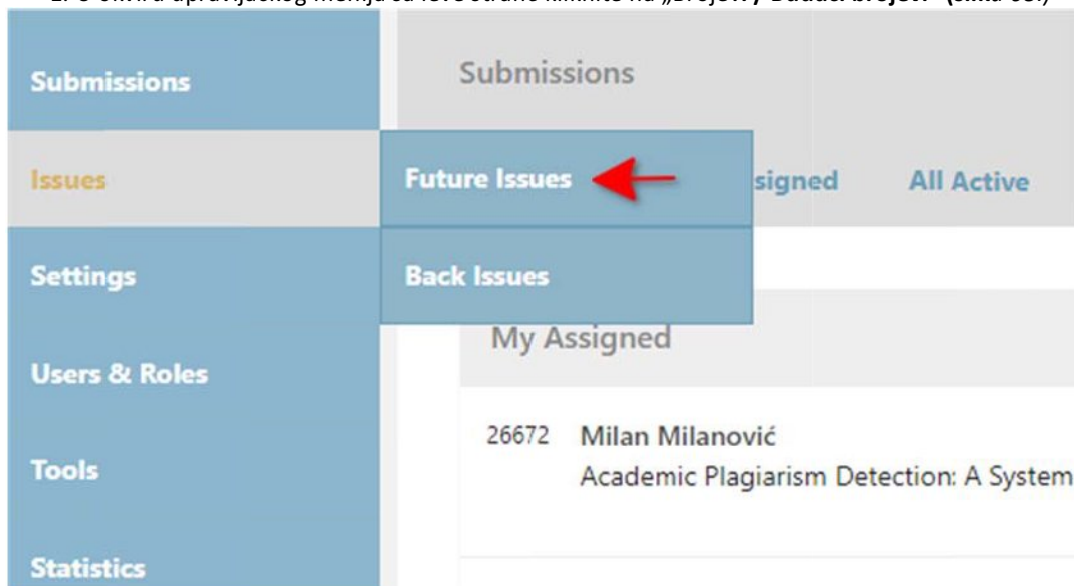 Submissions
Issues
Settings
Users & Roles
Tools
Statistics
Future Issues
Back Issues
Submissions
signed All Active
My Assigned
26672 Milan Milanović
Academic Plagiarism Detection: A System